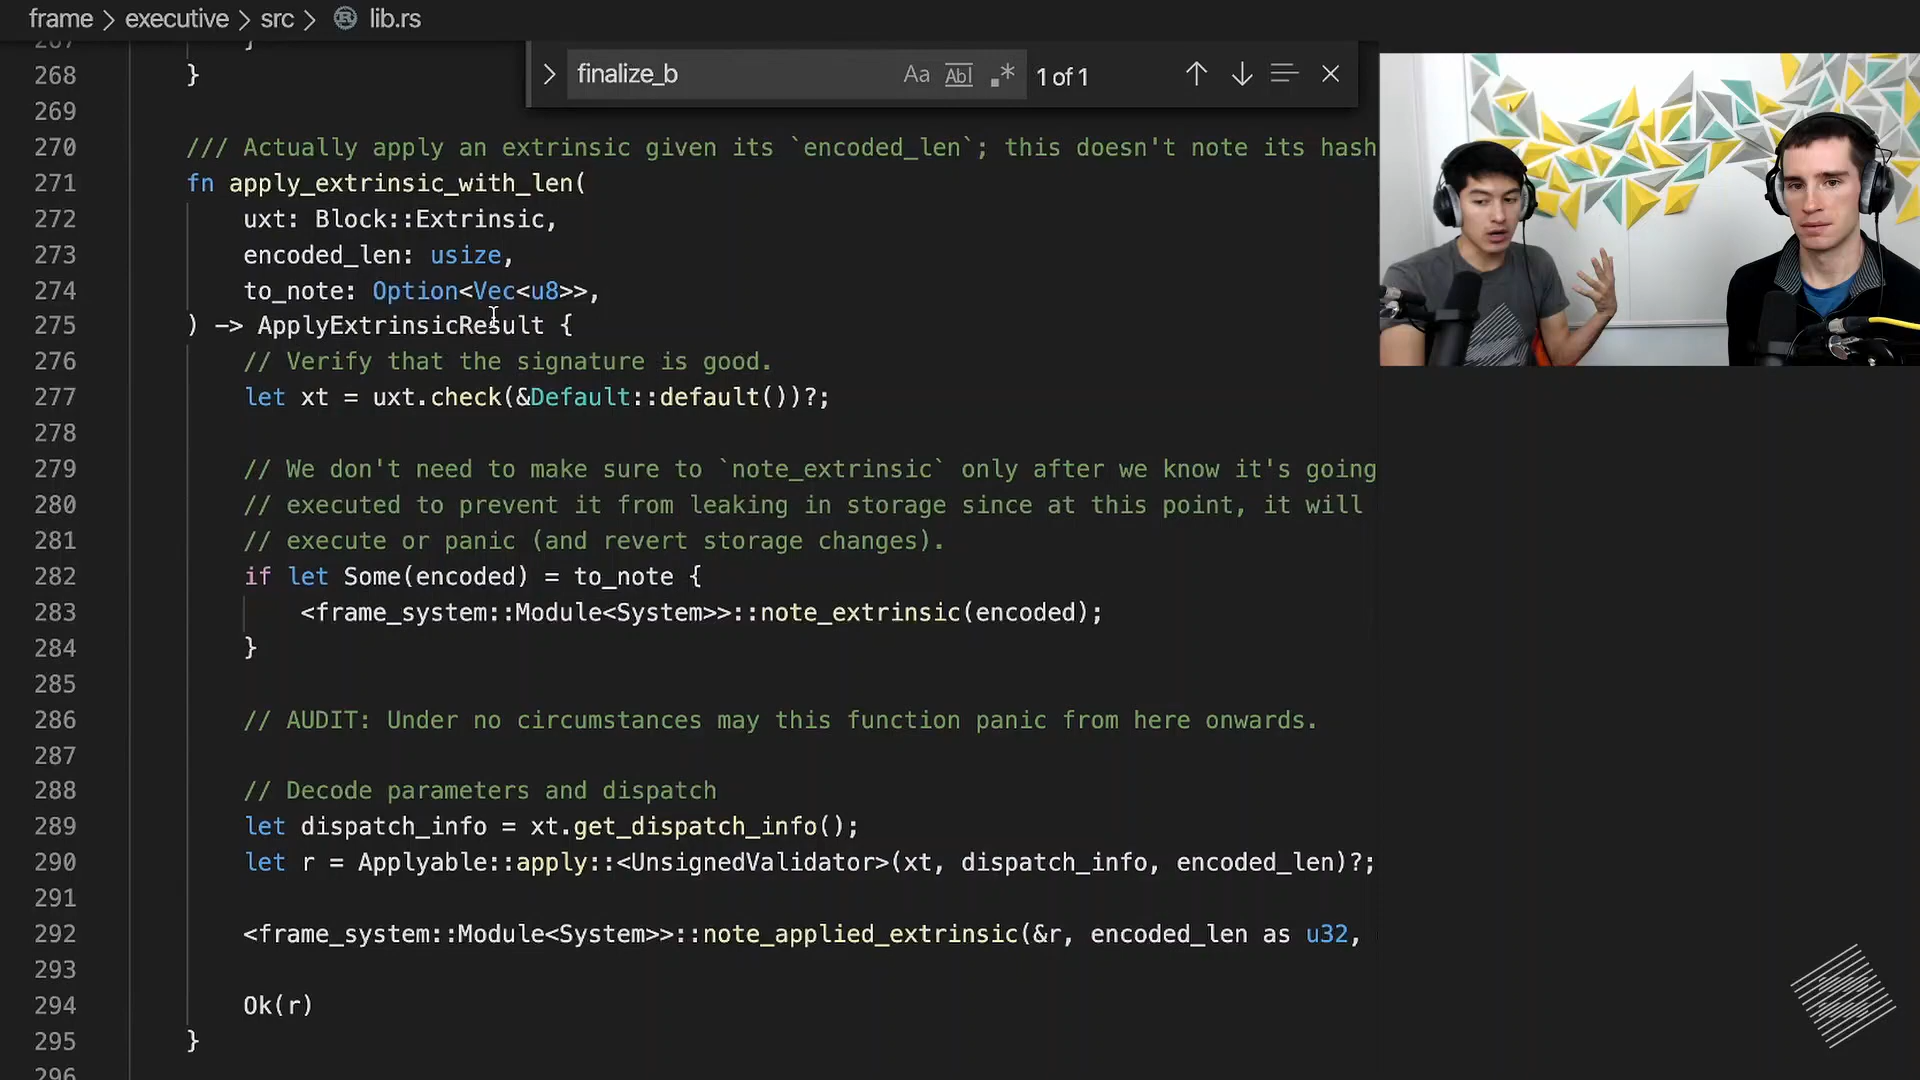 frame > executive > src > lib.rs
finalize_b Aa Abl .* 1 of 1
267 }
268 }
269
270 /// Actually apply an extrinsic given its `encoded_len`; this doesn't note its hash
271 fn apply_extrinsic_with_len(
272 uxt: Block::Extrinsic,
273 encoded_len: usize,
274 to_note: Option<Vec<u8>>,
275 ) -> ApplyExtrinsicResult {
276 // Verify that the signature is good.
277 let xt = uxt.check(&Default::default())?;
278
279 // We don't need to make sure to `note_extrinsic` only after we know it's going
280 // executed to prevent it from leaking in storage since at this point, it will
281 // execute or panic (and revert storage changes).
282 if let Some(encoded) = to_note {
283 <frame_system::Module<System>>::note_extrinsic(encoded);
284 }
285
286 // AUDIT: Under no circumstances may this function panic from here onwards.
287
288 // Decode parameters and dispatch
289 let dispatch_info = xt.get_dispatch_info();
290 let r = Applyable::apply::<UnsignedValidator>(xt, dispatch_info, encoded_len)?;
291
292 <frame_system::Module<System>>::note_applied_extrinsic(&r, encoded_len as u32,
293
294 Ok(r)
295 }
296